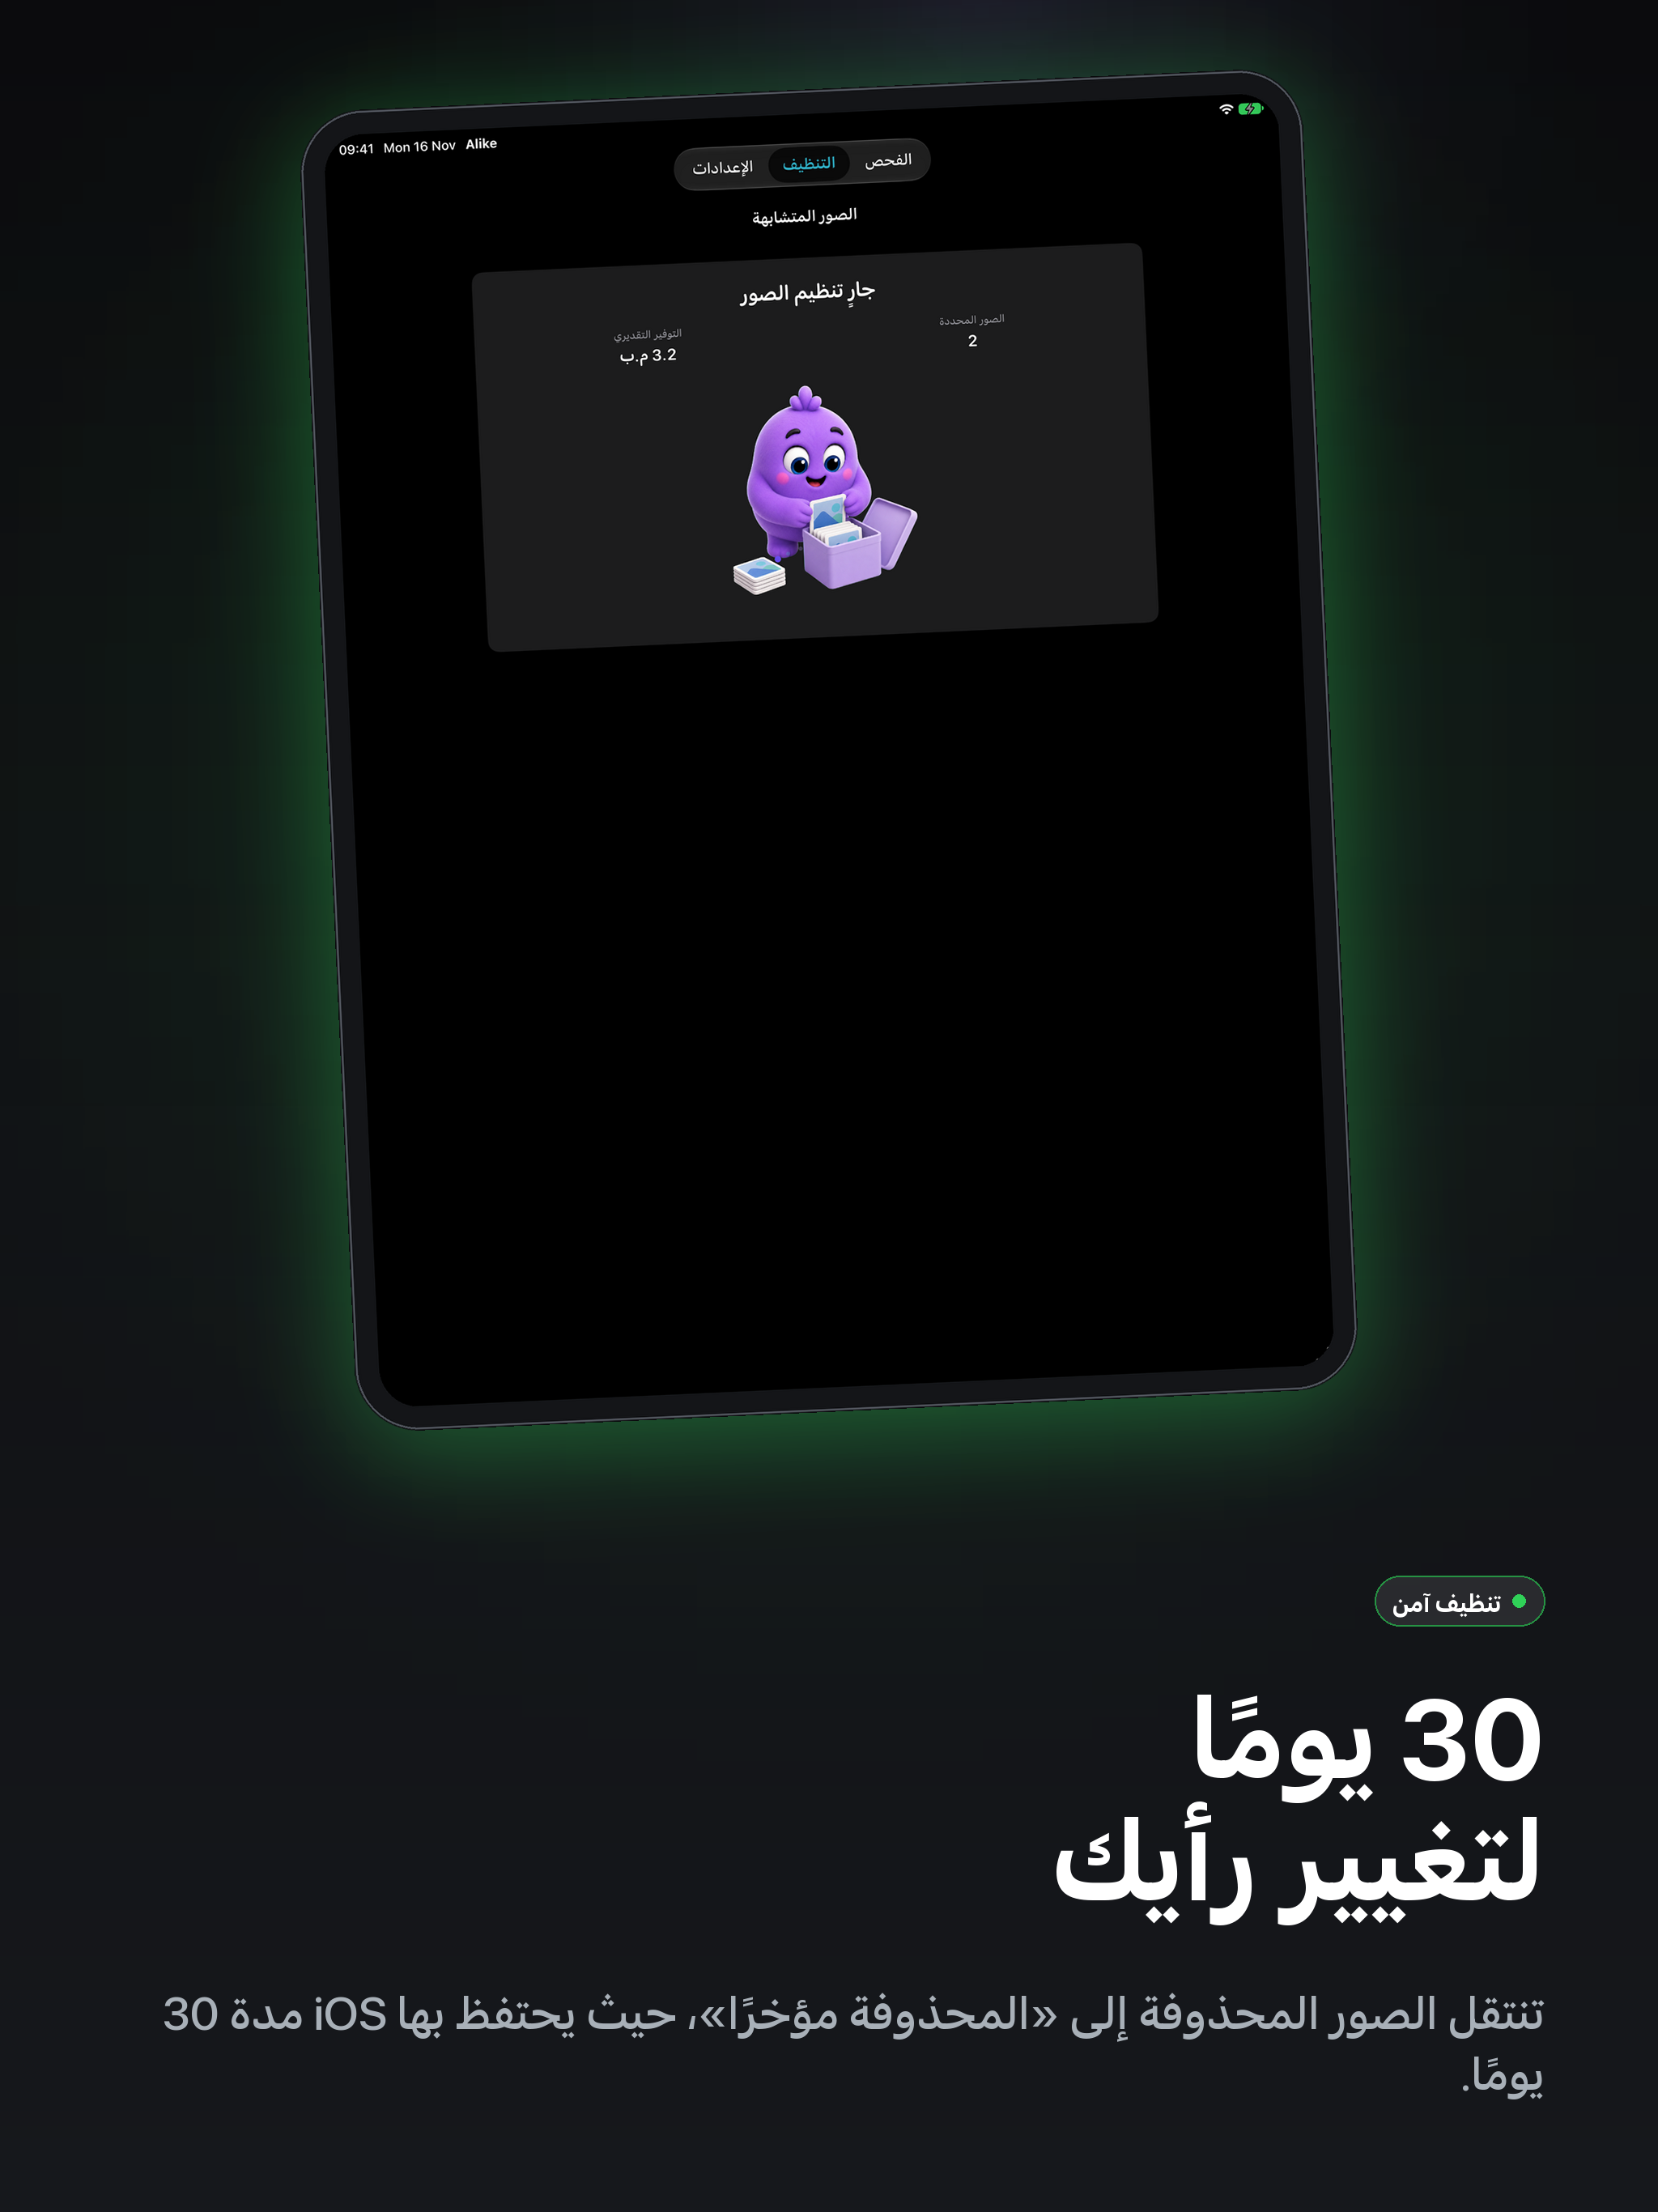 09:41 Mon 16 Nov Alike
الفحص التنظيف الإعدادات
الصور المتشابهة
جارٍ تنظيم الصور
الصور المحددة
2
التوفير التقديري
3.2 م.ب
تنظيف آمن
30 يومًا
لتغيير رأيك
تنتقل الصور المحذوفة إلى «المحذوفة مؤخرًا»، حيث يحتفظ بها iOS مدة 30
يومًا.